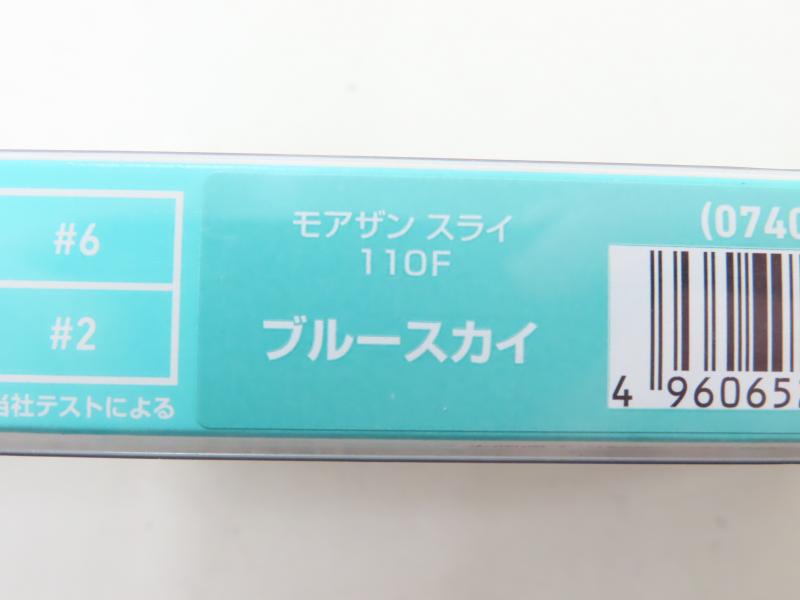 #6
#2
当社テストによる
モアザン スライ
110F
ブルースカイ
(0740
4 960652